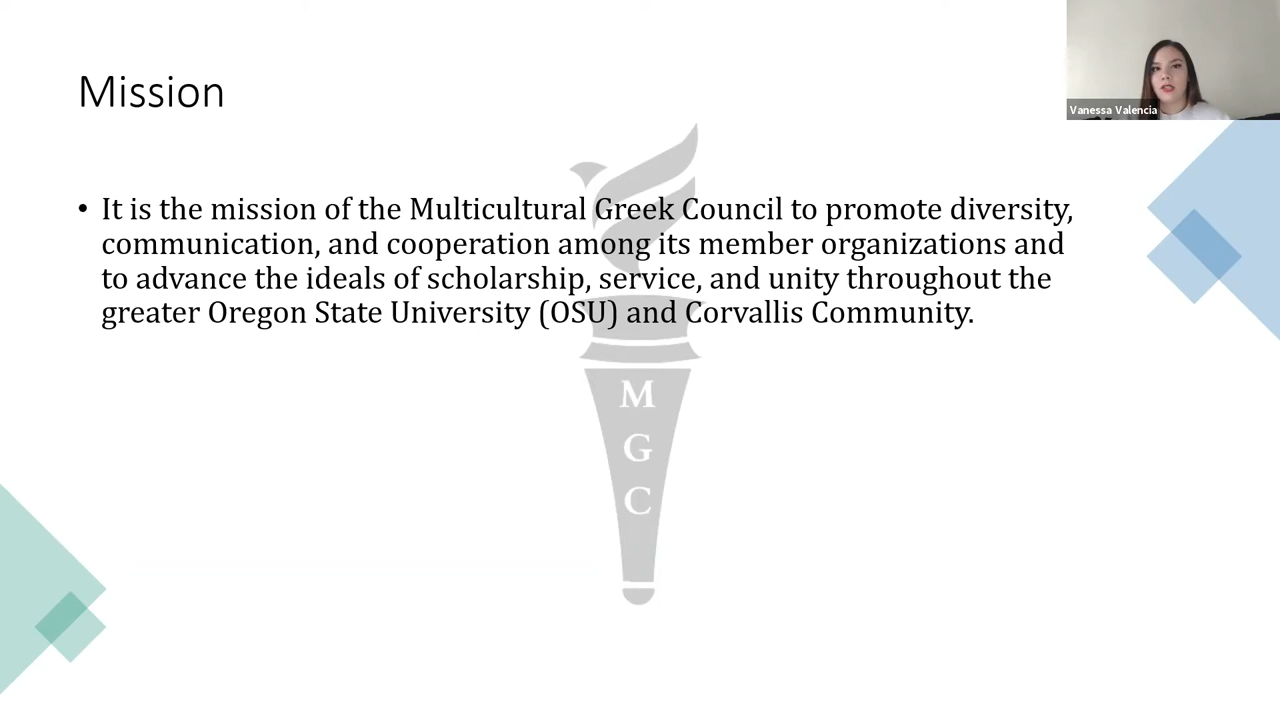 Mission
Vanessa Valencia
• It is the mission of the Multicultural Greek Council to promote diversity,
communication, and cooperation among its member organizations and
to advance the ideals of scholarship, service, and unity throughout the
greater Oregon State University (OSU) and Corvallis Community.
M
G
C